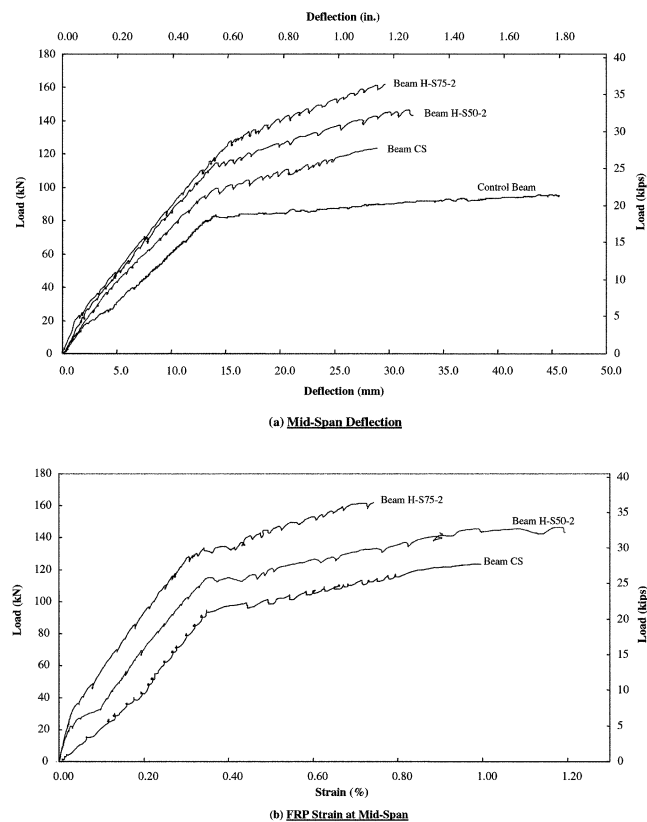 Deflection (in.)
0.00 0.20 0.40 0.60 0.80 1.00 1.20 1.40 1.60 1.80
180 160 140 120 100 80 60 40 20 0
Load (kN)
40 35 30 25 20 15 10 5 0
Load (kips)
Beam H-S75-2
Beam H-S50-2
Beam CS
Control Beam
0.0 5.0 10.0 15.0 20.0 25.0 30.0 35.0 40.0 45.0 50.0
Deflection (mm)
(a) Mid-Span Deflection
180 160 140 120 100 80 60 40 20 0
Load (kN)
40 35 30 25 20 15 10 5 0
Load (kips)
Beam H-S75-2
Beam H-S50-2
Beam CS
0.00 0.20 0.40 0.60 0.80 1.00 1.20
Strain (%)
(b) FRP Strain at Mid-Span